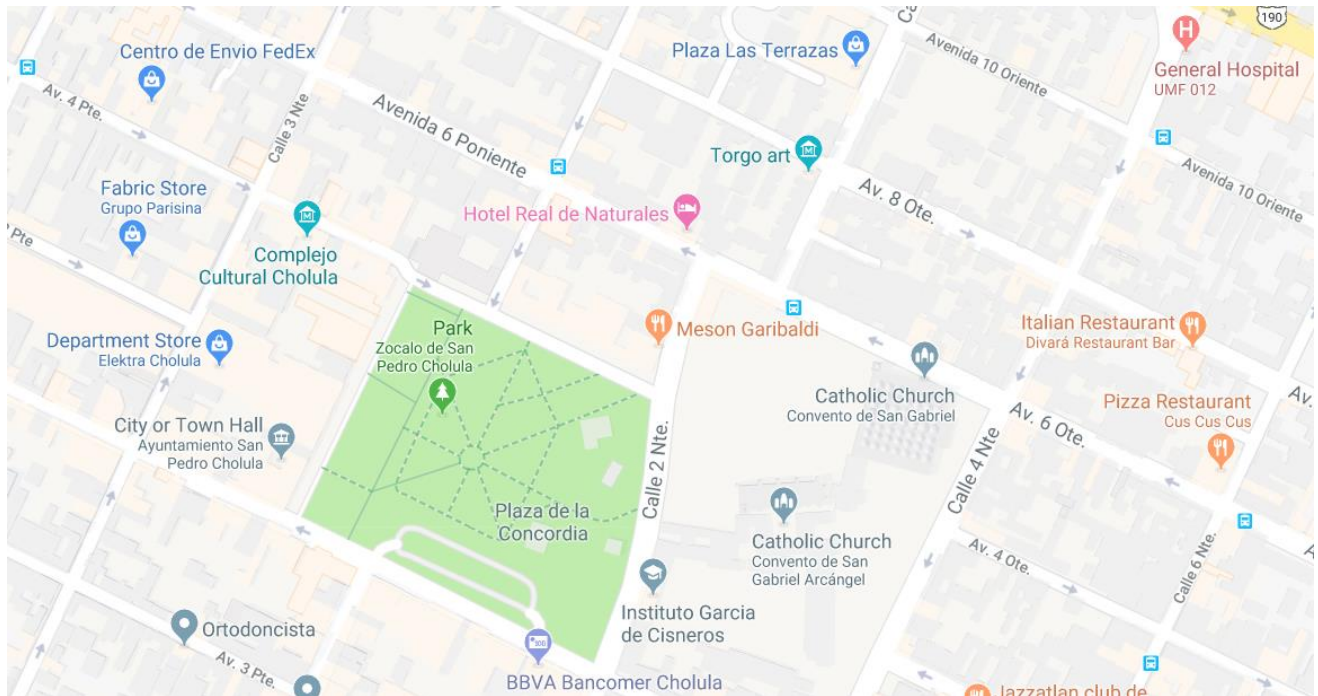 190
Centro de Envio FedEx
Plaza Las Terrazas
Avenida 10 Oriente
General Hospital
UMF 012
Av. 4 Pte.
Calle 3 Nte
Avenida 6 Poniente
Torgo art
Av. 8 Ote.
Avenida 10 Oriente
Fabric Store
Grupo Parisina
Hotel Real de Naturales
Pte
Complejo
Cultural Cholula
Park
Zocalo de San
Pedro Cholula
Meson Garibaldi
Italian Restaurant
Divará Restaurant Bar
Department Store
Elektra Cholula
Catholic Church
Convento de San Gabriel
Av. 6 Ote.
Av.
Pizza Restaurant
Cus Cus Cus
City or Town Hall
Ayuntamiento San
Pedro Cholula
Calle 2 Nte.
Calle 4 Nte
Plaza de la
Concordia
Catholic Church
Convento de San
Gabriel Arcángel
Av. 4 Ote.
Calle 6 Nte.
Instituto Garcia
de Cisneros
Ortodoncista
Av. 3 Pte.
BBVA Bancomer Cholula
Jazzatlan club de